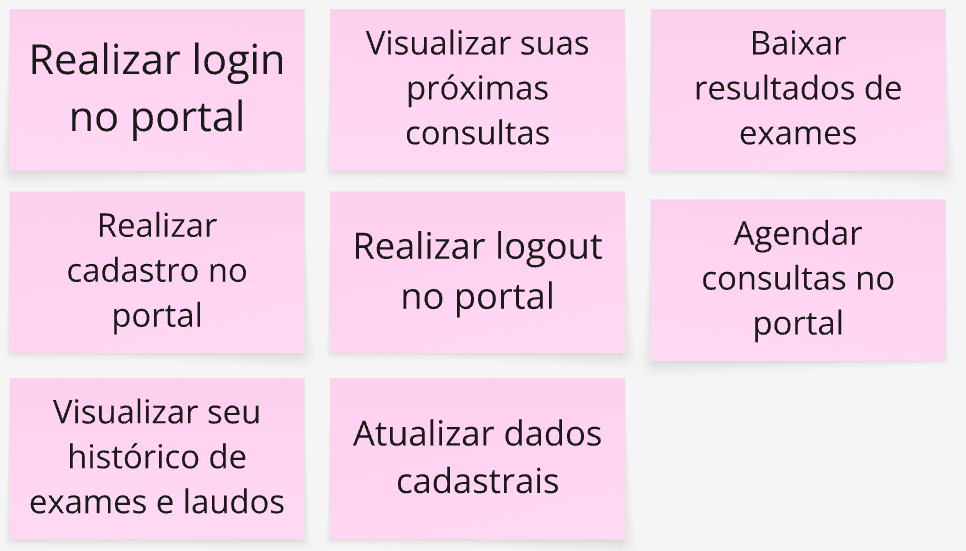 Realizar login
no portal
Visualizar suas
próximas
consultas
Baixar
resultados de
exames
Realizar
cadastro no
portal
Realizar logout
no portal
Agendar
consultas no
portal
Visualizar seu
histórico de
exames e laudos
Atualizar dados
cadastrais